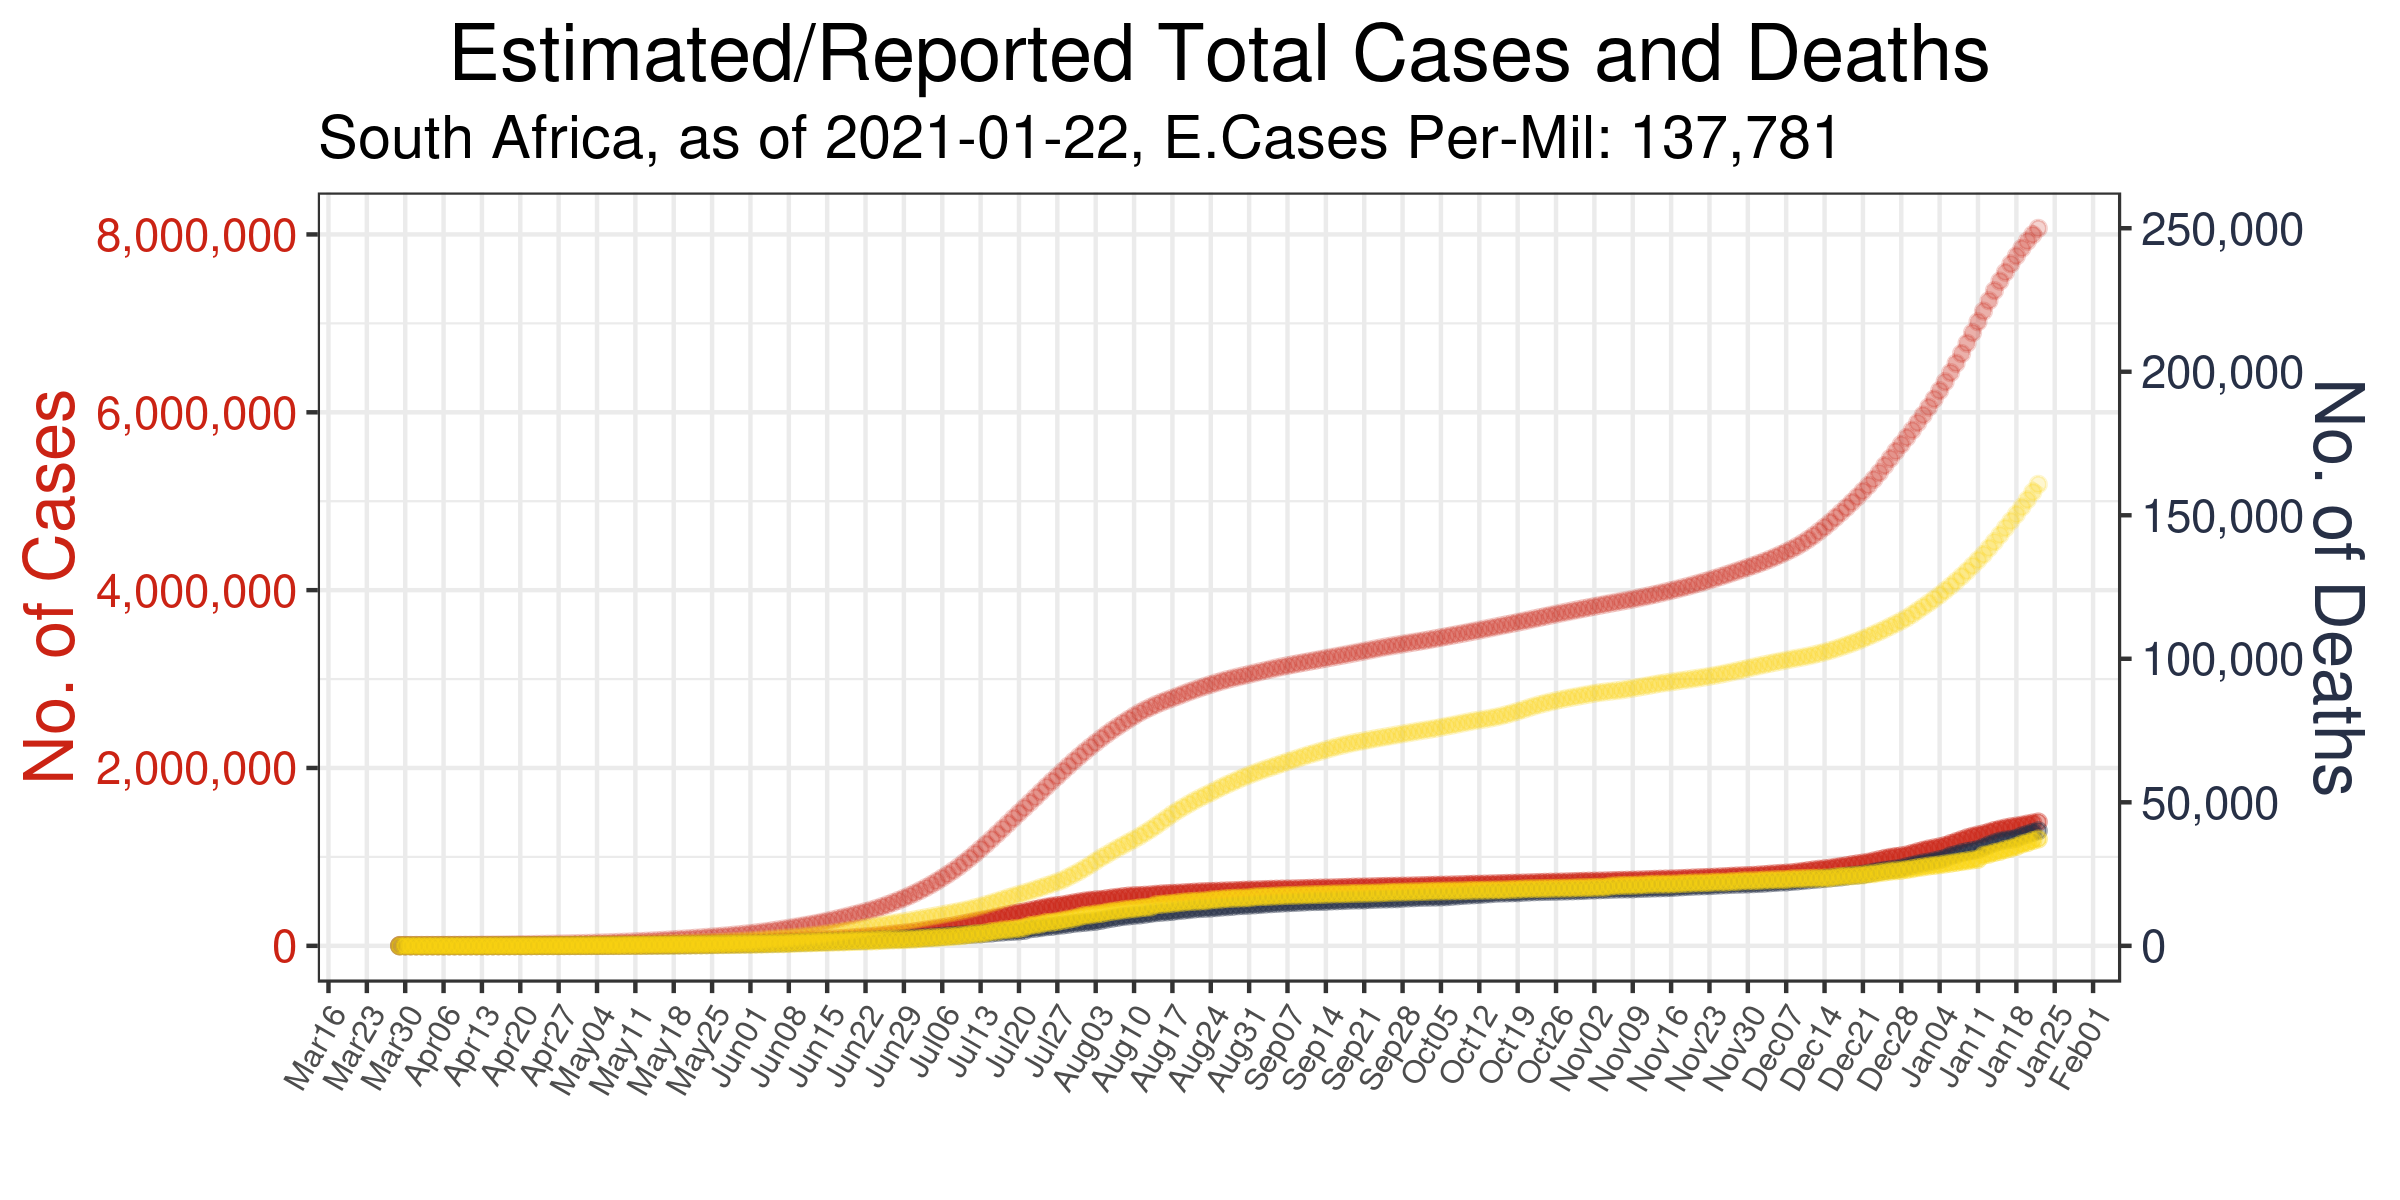 Estimated/Reported Total Cases and Deaths
South Africa, as of 2021-01-22, E.Cases Per-Mil: 137,781
No. of Cases
8,000,000
6,000,000
4,000,000
2,000,000
0
250,000
200,000
150,000
100,000
50,000
0
No. of Deaths
Mar16
Mar23
Mar30
Apr06
Apr13
Apr20
Apr27
May04
May11
May18
May25
Jun01
Jun08
Jun15
Jun22
Jun29
Jul06
Jul13
Jul20
Jul27
Aug03
Aug10
Aug17
Aug24
Aug31
Sep07
Sep14
Sep21
Sep28
Oct05
Oct12
Oct19
Oct26
Nov02
Nov09
Nov16
Nov23
Nov30
Dec07
Dec14
Dec21
Dec28
Jan04
Jan11
Jan18
Jan25
Feb01